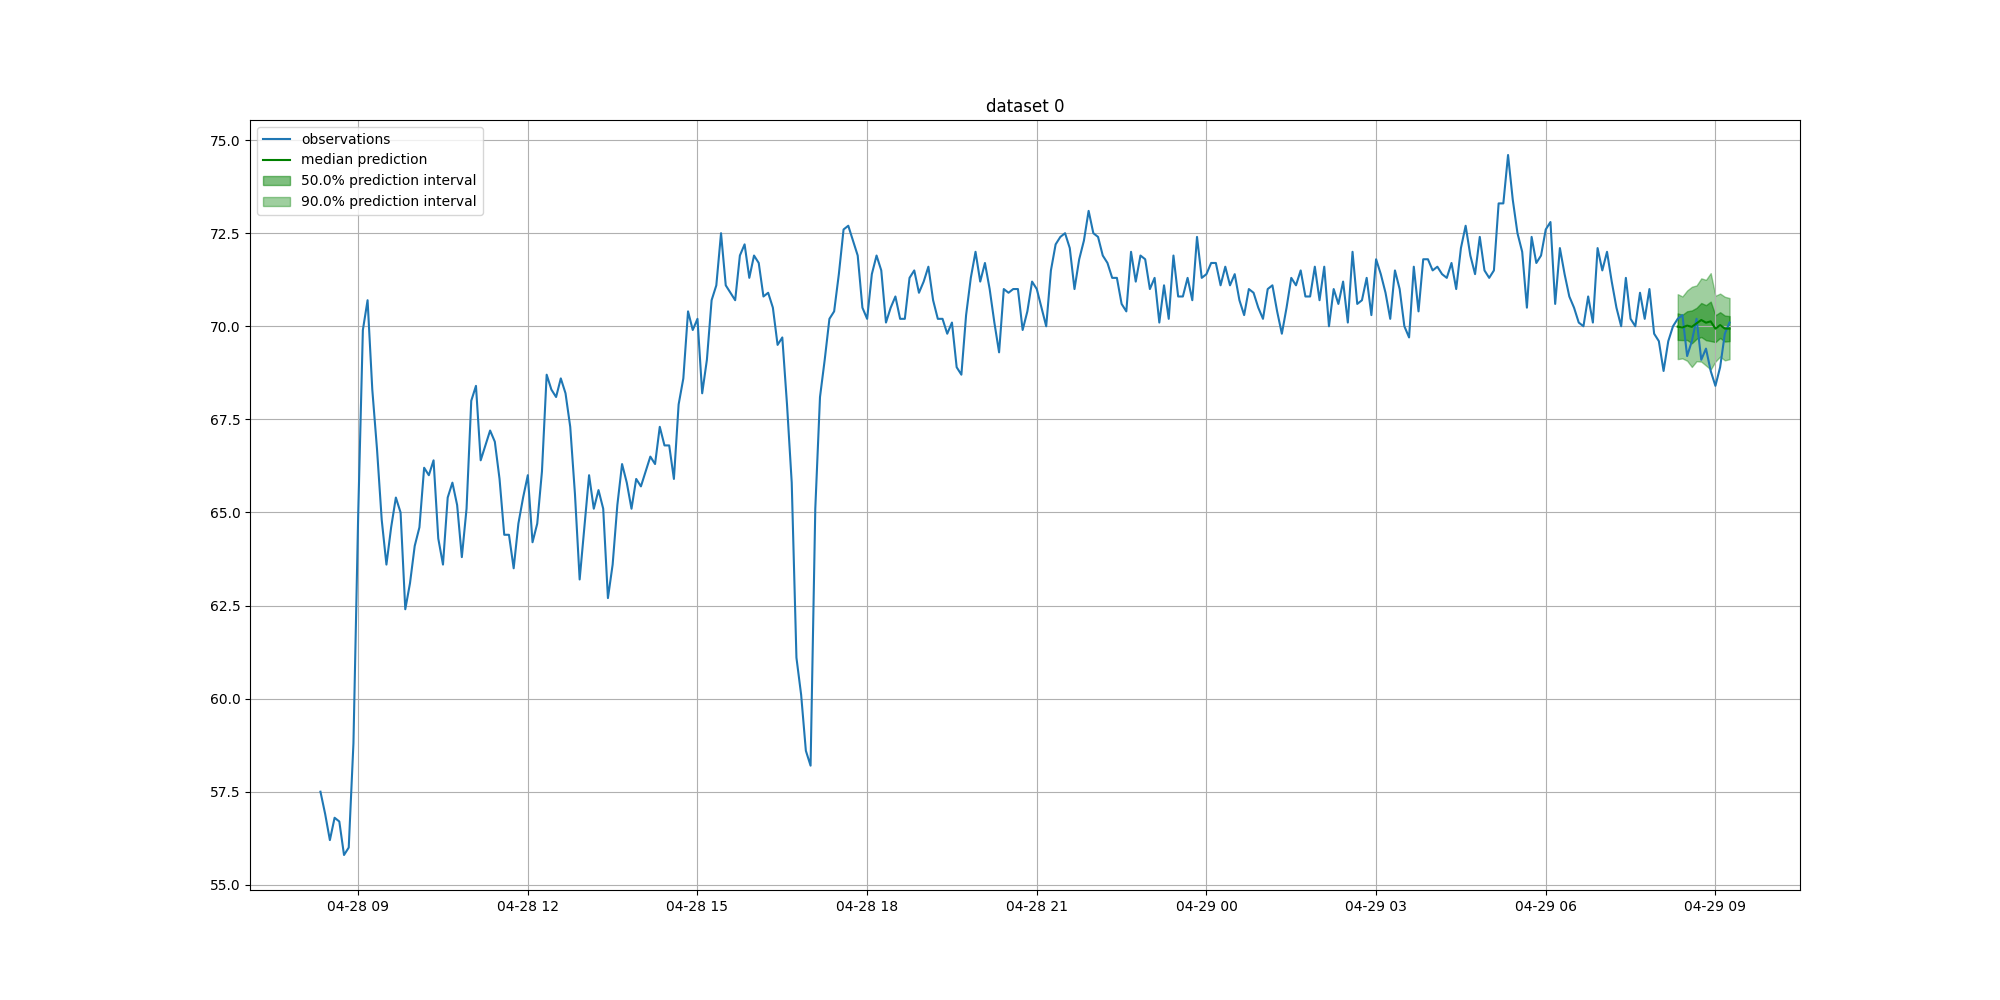 dataset 0
observations
median prediction
50.0% prediction interval
90.0% prediction interval
75.0
72.5
70.0
67.5
65.0
62.5
60.0
57.5
55.0
04-28 09 04-28 12 04-28 15 04-28 18 04-28 21 04-29 00 04-29 03 04-29 06 04-29 09